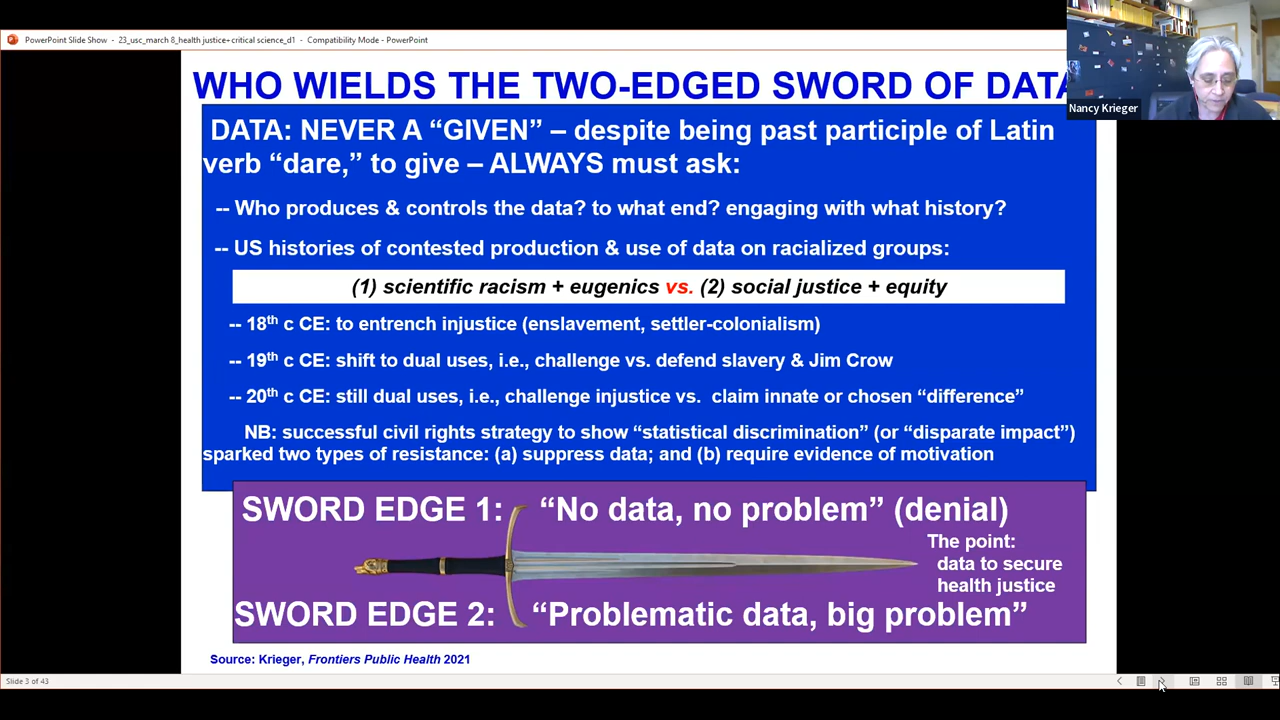 PowerPoint Slide Show - 23_usc_march 8_health justice+critical science_d1 - Compatibility Mode - PowerPoint
WHO WIELDS THE TWO-EDGED SWORD OF DATA
Nancy Krieger
DATA: NEVER A “GIVEN” – despite being past participle of Latin
verb “dare,” to give – ALWAYS must ask:
-- Who produces & controls the data? to what end? engaging with what history?
-- US histories of contested production & use of data on racialized groups:
(1) scientific racism + eugenics vs. (2) social justice + equity
-- 18th c CE: to entrench injustice (enslavement, settler-colonialism)
-- 19th c CE: shift to dual uses, i.e., challenge vs. defend slavery & Jim Crow
-- 20th c CE: still dual uses, i.e., challenge injustice vs. claim innate or chosen “difference”
NB: successful civil rights strategy to show “statistical discrimination” (or “disparate impact”)
sparked two types of resistance: (a) suppress data; and (b) require evidence of motivation
SWORD EDGE 1: “No data, no problem” (denial)
The point:
data to secure
health justice
SWORD EDGE 2: “Problematic data, big problem”
Source: Krieger, Frontiers Public Health 2021
Slide 3 of 43